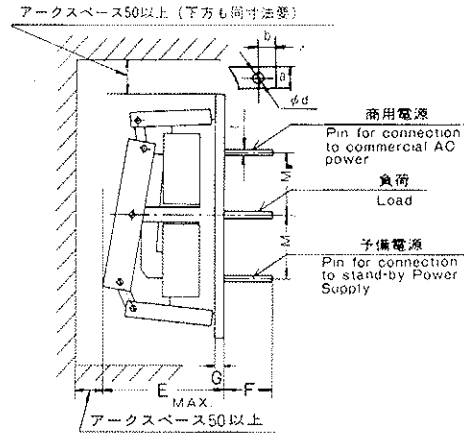 アークスペース50以上（下方も同寸法要）
b
a
φd
商用電源
Pin for connection
to commercial AC
power
M
負荷
Load
M
予備電源
Pin for connection
to stand-by Power
Supply
G
E
F
MAX.
アークスペース50以上